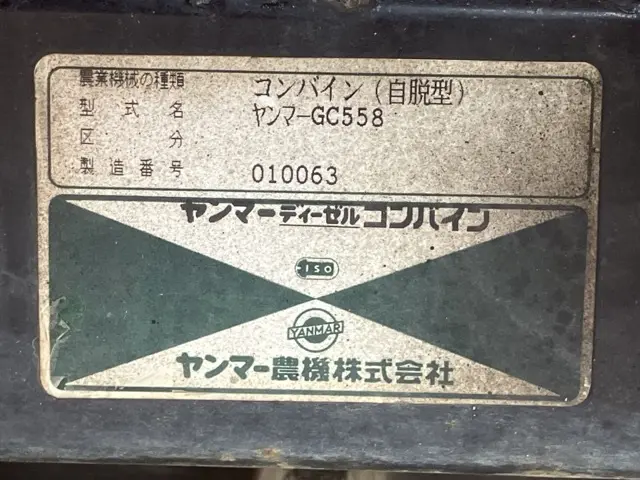 農業機械の種類 コンバイン(自脱型)
型式名 ヤンマーGC558
区分
製造番号 010063
ヤンマーディーゼルコンバイン
ISO
YANMAR
ヤンマー農機株式会社